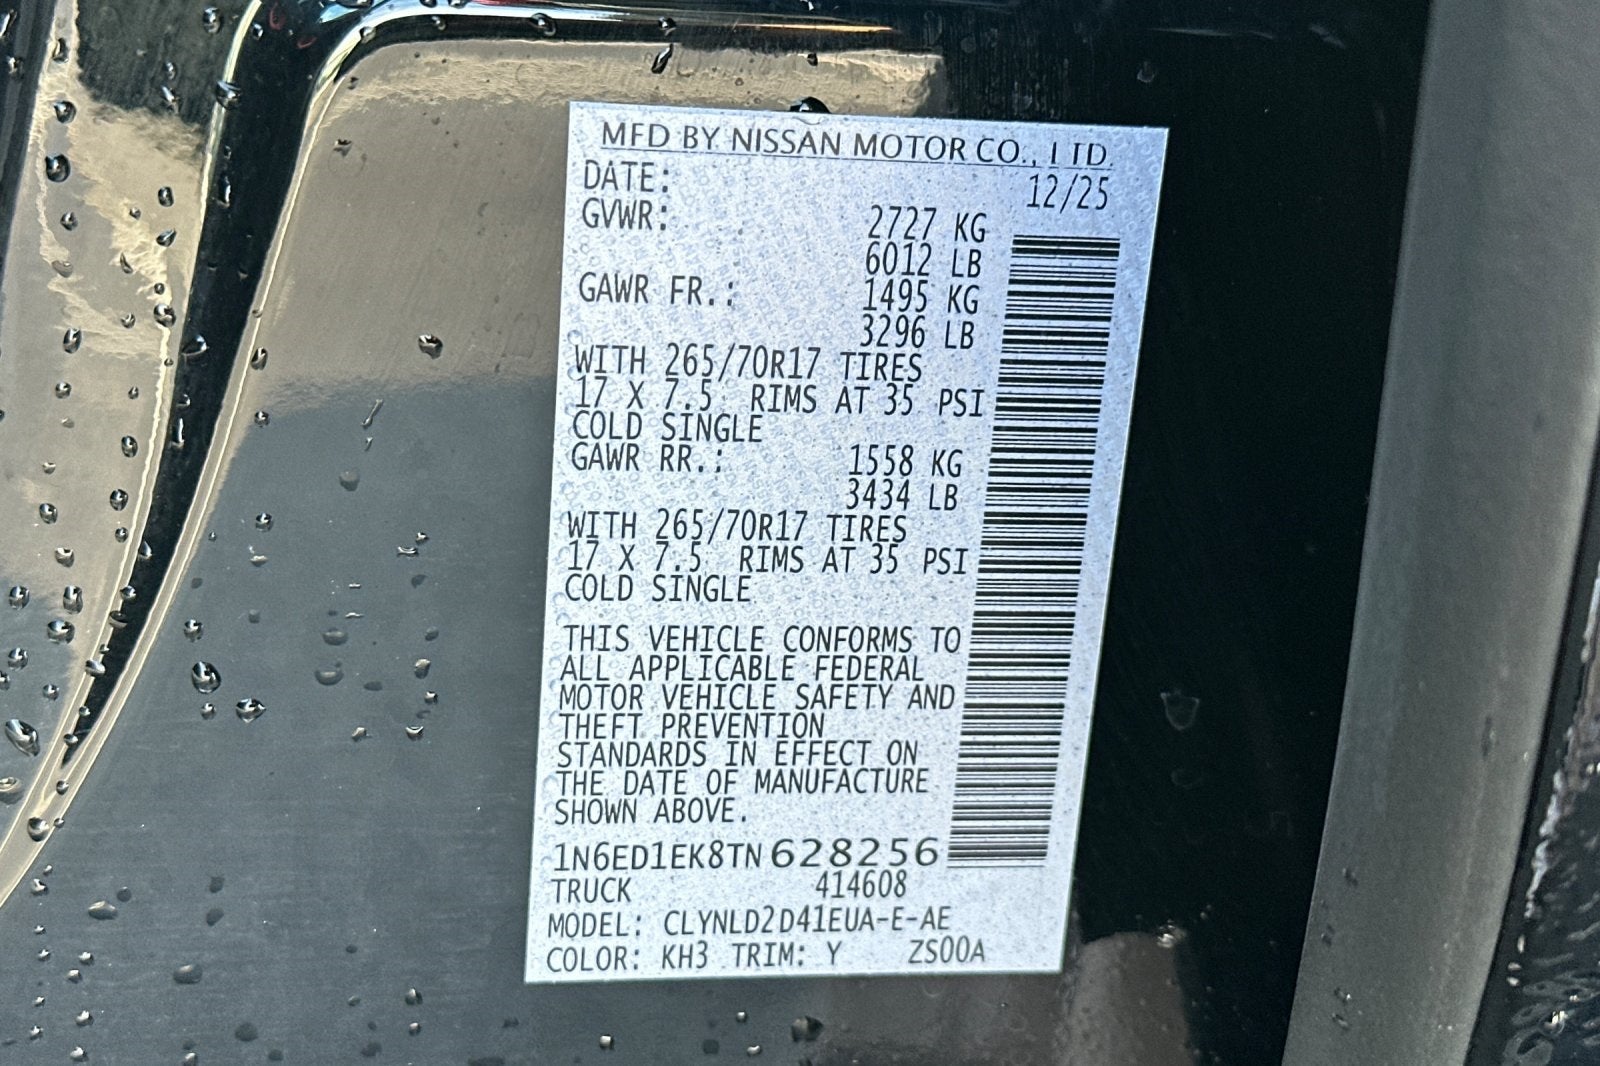 MFD BY NISSAN MOTOR CO., LTD.
DATE: 12/25
GVWR: 2727 KG
6012 LB
GAWR FR.: 1495 KG
3296 LB
WITH 265/70R17 TIRES
17 X 7.5 RIMS AT 35 PSI
COLD SINGLE
GAWR RR.: 1558 KG
3434 LB
WITH 265/70R17 TIRES
17 X 7.5 RIMS AT 35 PSI
COLD SINGLE
THIS VEHICLE CONFORMS TO
ALL APPLICABLE FEDERAL
MOTOR VEHICLE SAFETY AND
THEFT PREVENTION
STANDARDS IN EFFECT ON
THE DATE OF MANUFACTURE
SHOWN ABOVE.
1N6ED1EK8TN628256
TRUCK 414608
MODEL: CLYNLD2D41EUA-E-AE
COLOR: KH3 TRIM: Y ZS00A